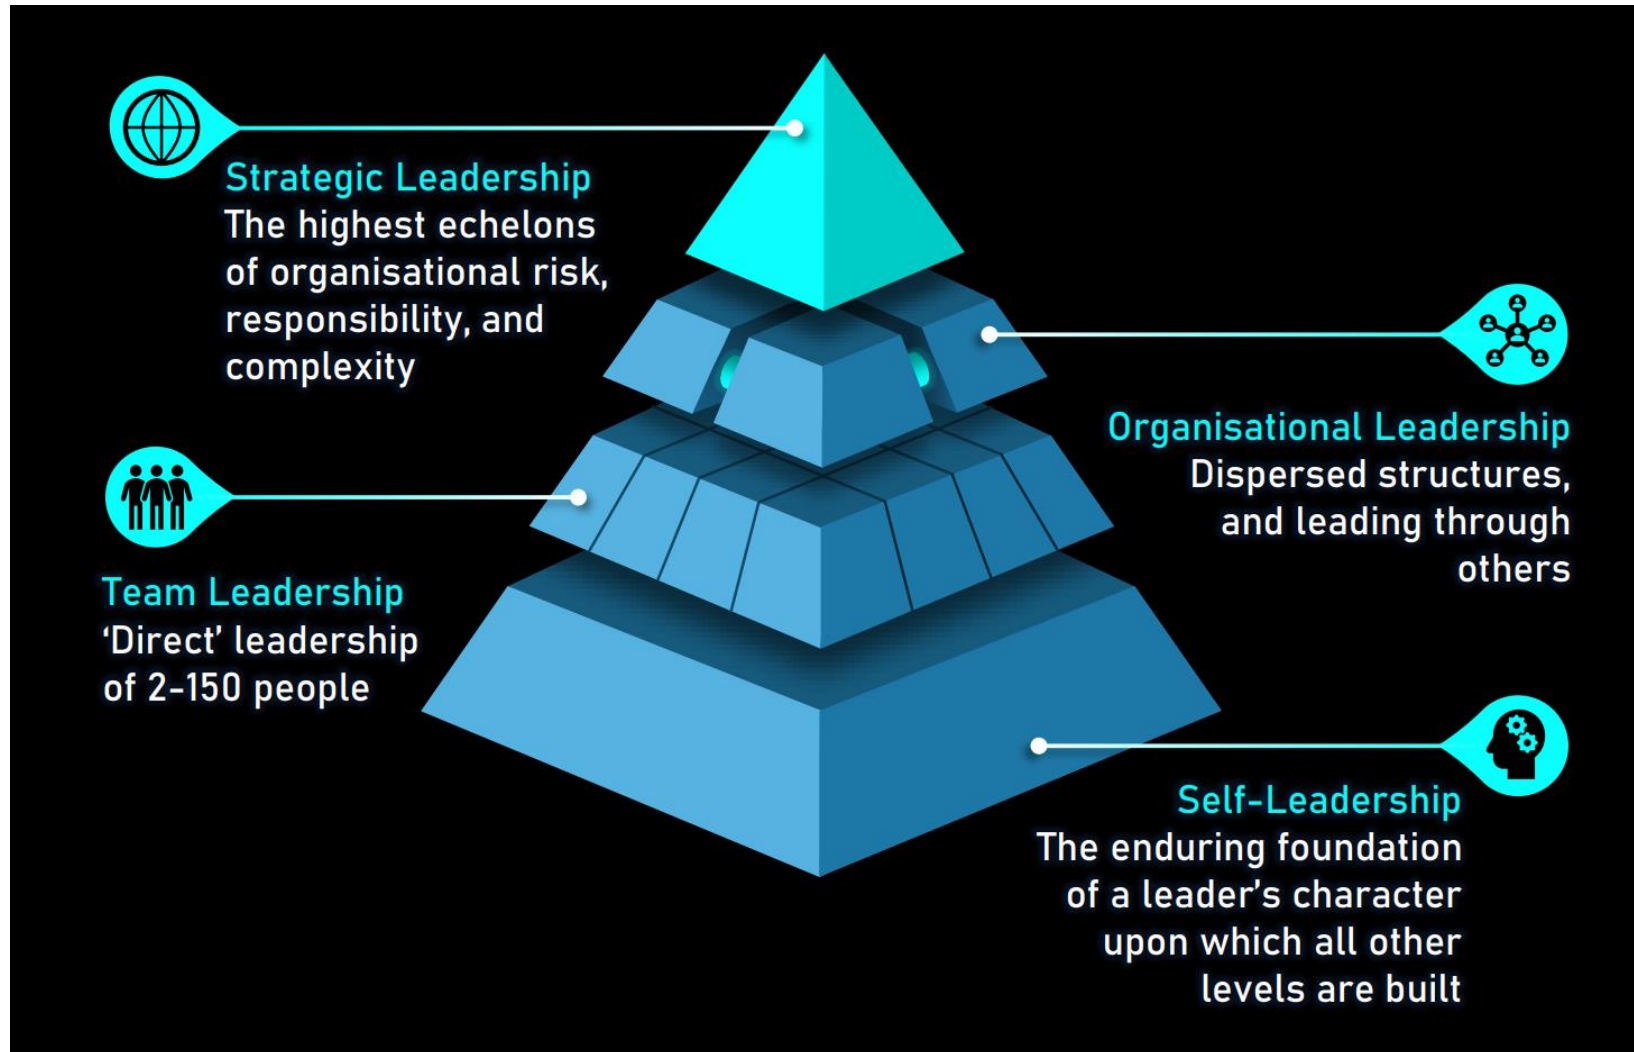 Strategic Leadership
The highest echelons
of organisational risk,
responsibility, and
complexity
Organisational Leadership
Dispersed structures,
and leading through
others
Team Leadership
‘Direct’ leadership
of 2-150 people
Self-Leadership
The enduring foundation
of a leader’s character
upon which all other
levels are built